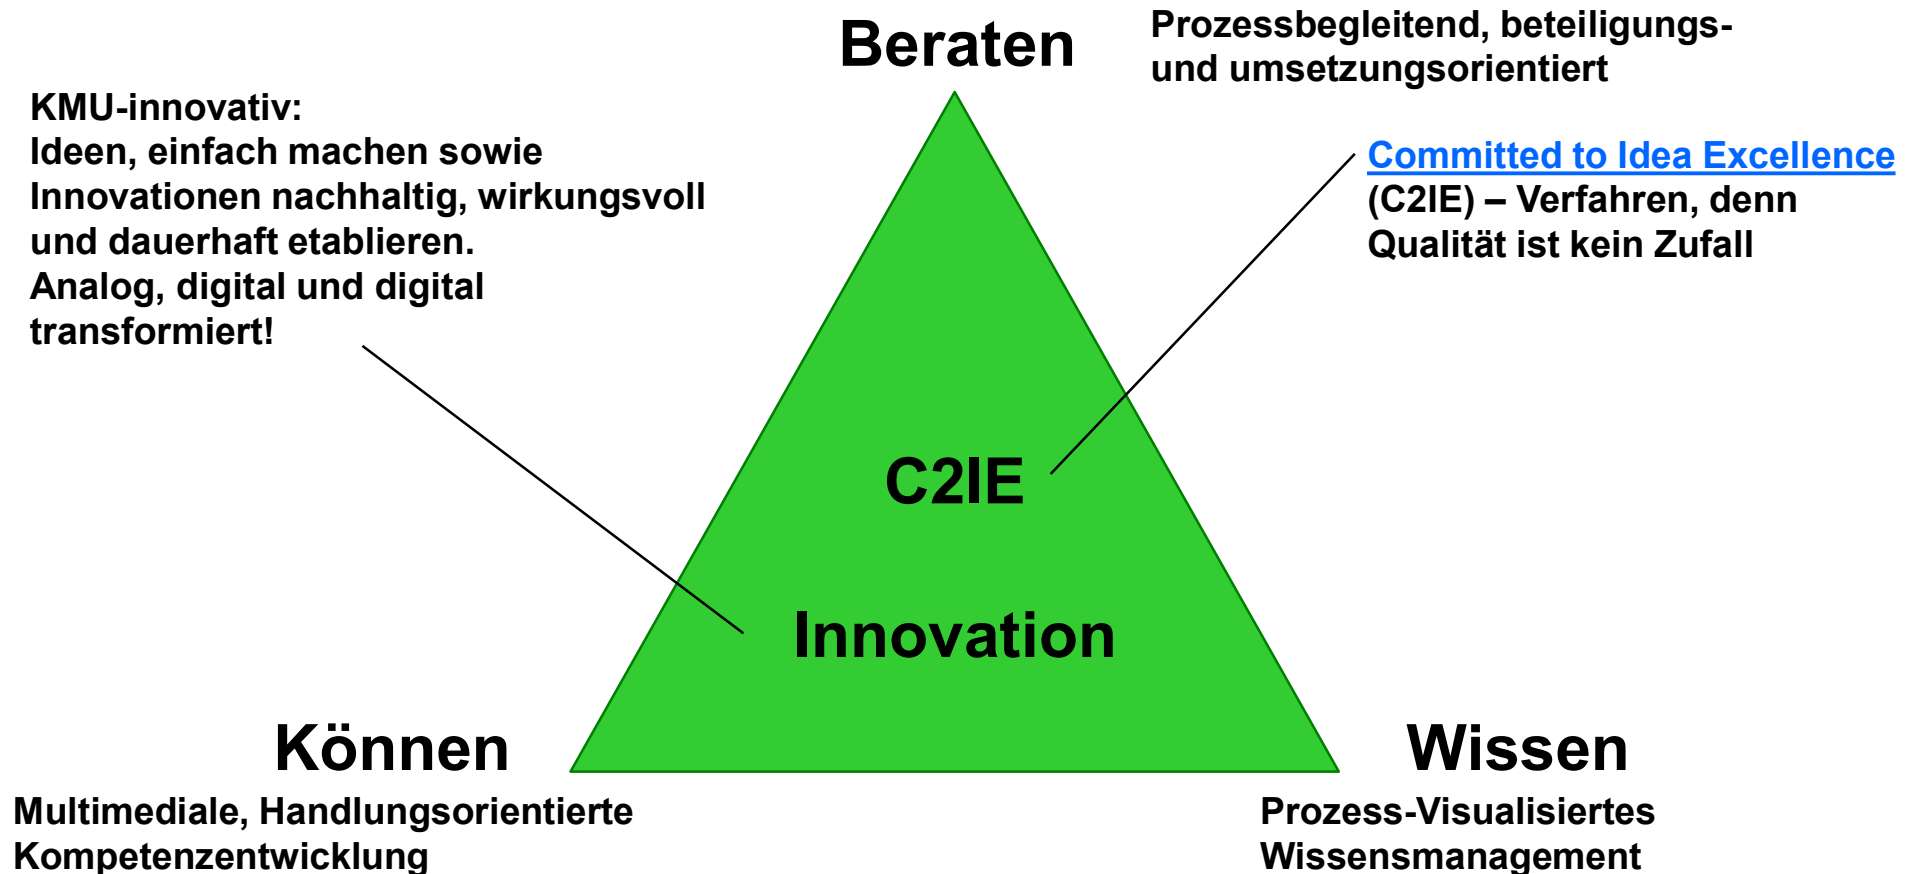 Beraten
Prozessbegleitend, beteiligungs-
und umsetzungsorientiert
KMU-innovativ:
Ideen, einfach machen sowie
Innovationen nachhaltig, wirkungsvoll
und dauerhaft etablieren.
Analog, digital und digital
transformiert!
Committed to Idea Excellence
(C2IE) – Verfahren, denn
Qualität ist kein Zufall
C2IE
Innovation
Können
Multimediale, Handlungsorientierte
Kompetenzentwicklung
Wissen
Prozess-Visualisiertes
Wissensmanagement